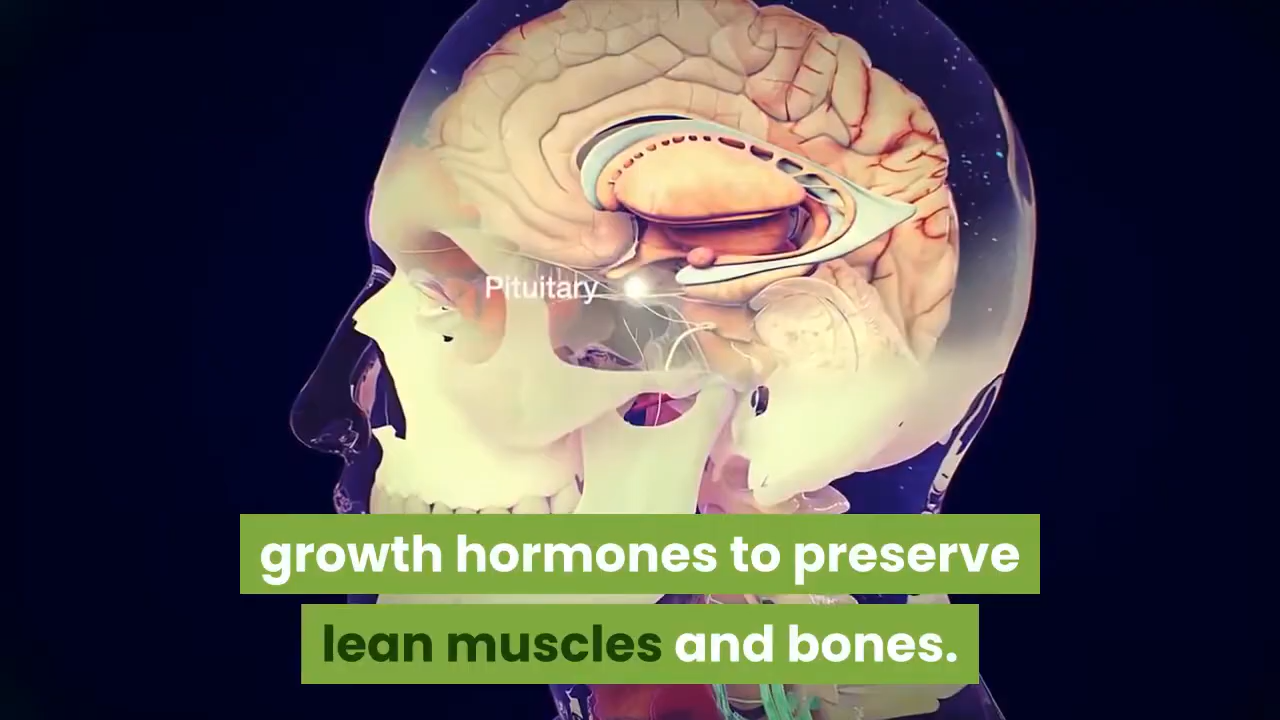 Pituitary
growth hormones to preserve
lean muscles and bones.